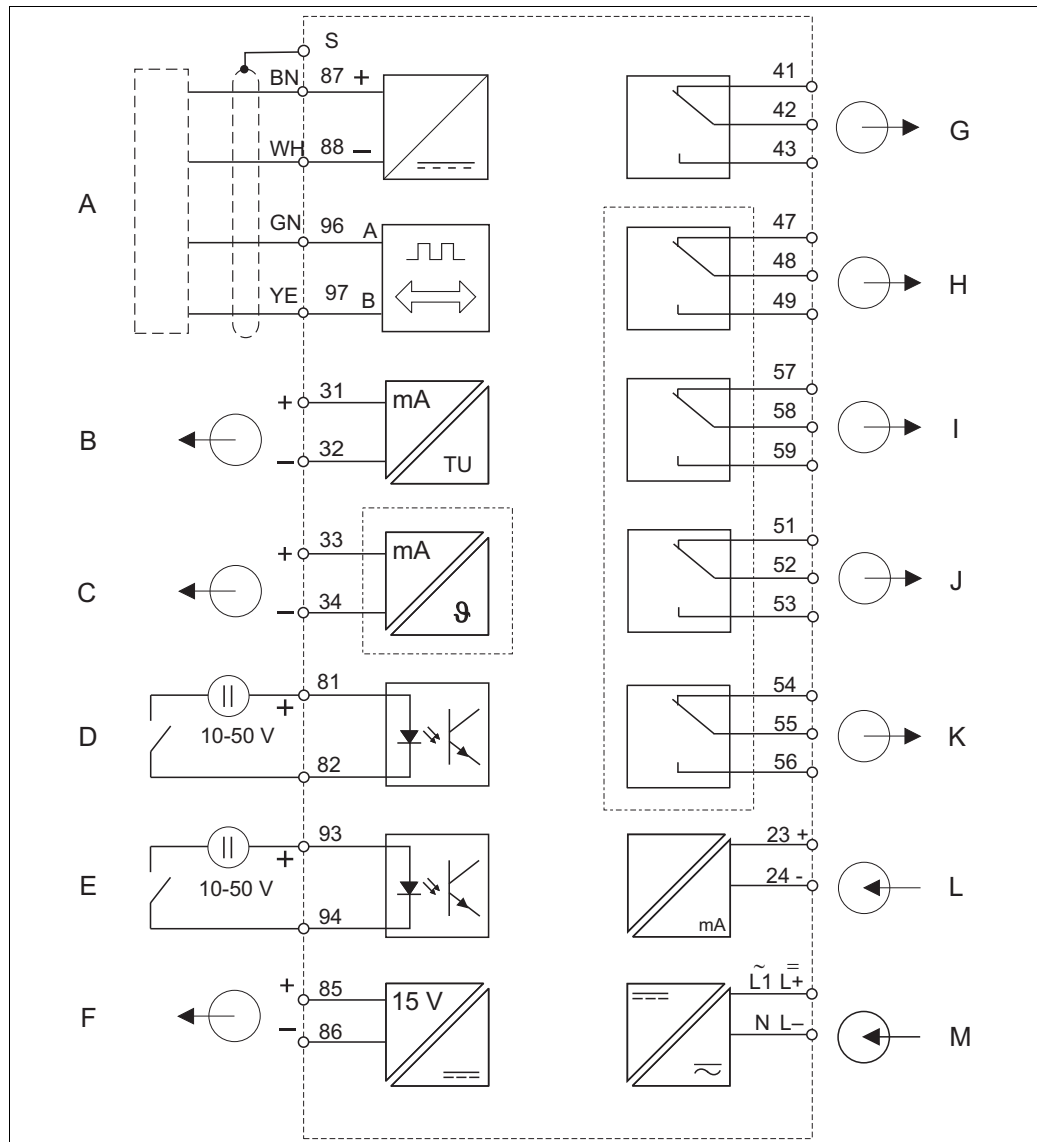 S
BN 87 +
WH 88 –
A
GN 96 A
YE 97 B
B
+ 31 mA
– 32 TU
C
+ 33 mA
– 34 ϑ
D
81
+
10-50 V
82
E
93
+
10-50 V
94
F
+ 85 15 V
– 86
41
42
43
G
47
48
49
H
57
58
59
I
51
52
53
J
54
55
56
K
23 +
24 -
mA
L
~ =
L1 L+
N L–
M